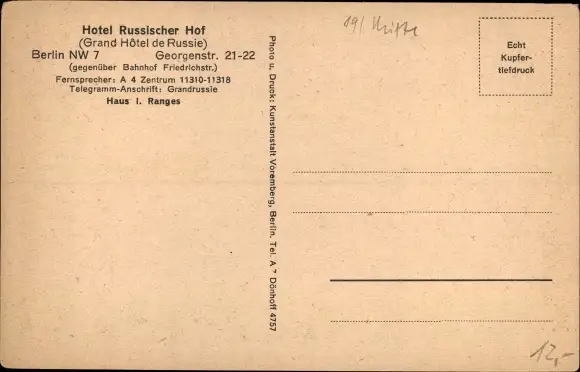 Hotel Russischer Hof
(Grand Hôtel de Russie)
Berlin NW 7 Georgenstr. 21-22
(gegenüber Bahnhof Friedrichstr.)
Fernsprecher: A 4 Zentrum 11310-11318
Telegramm-Anschrift: Grandrussie
Haus I. Ranges
Photo u. Druck: Kunstanstalt Voremberg, Berlin. Tel. A 7 Dönhoff 4757
191 Mitte
Echt
Kupfer-
tiefdruck
12,-